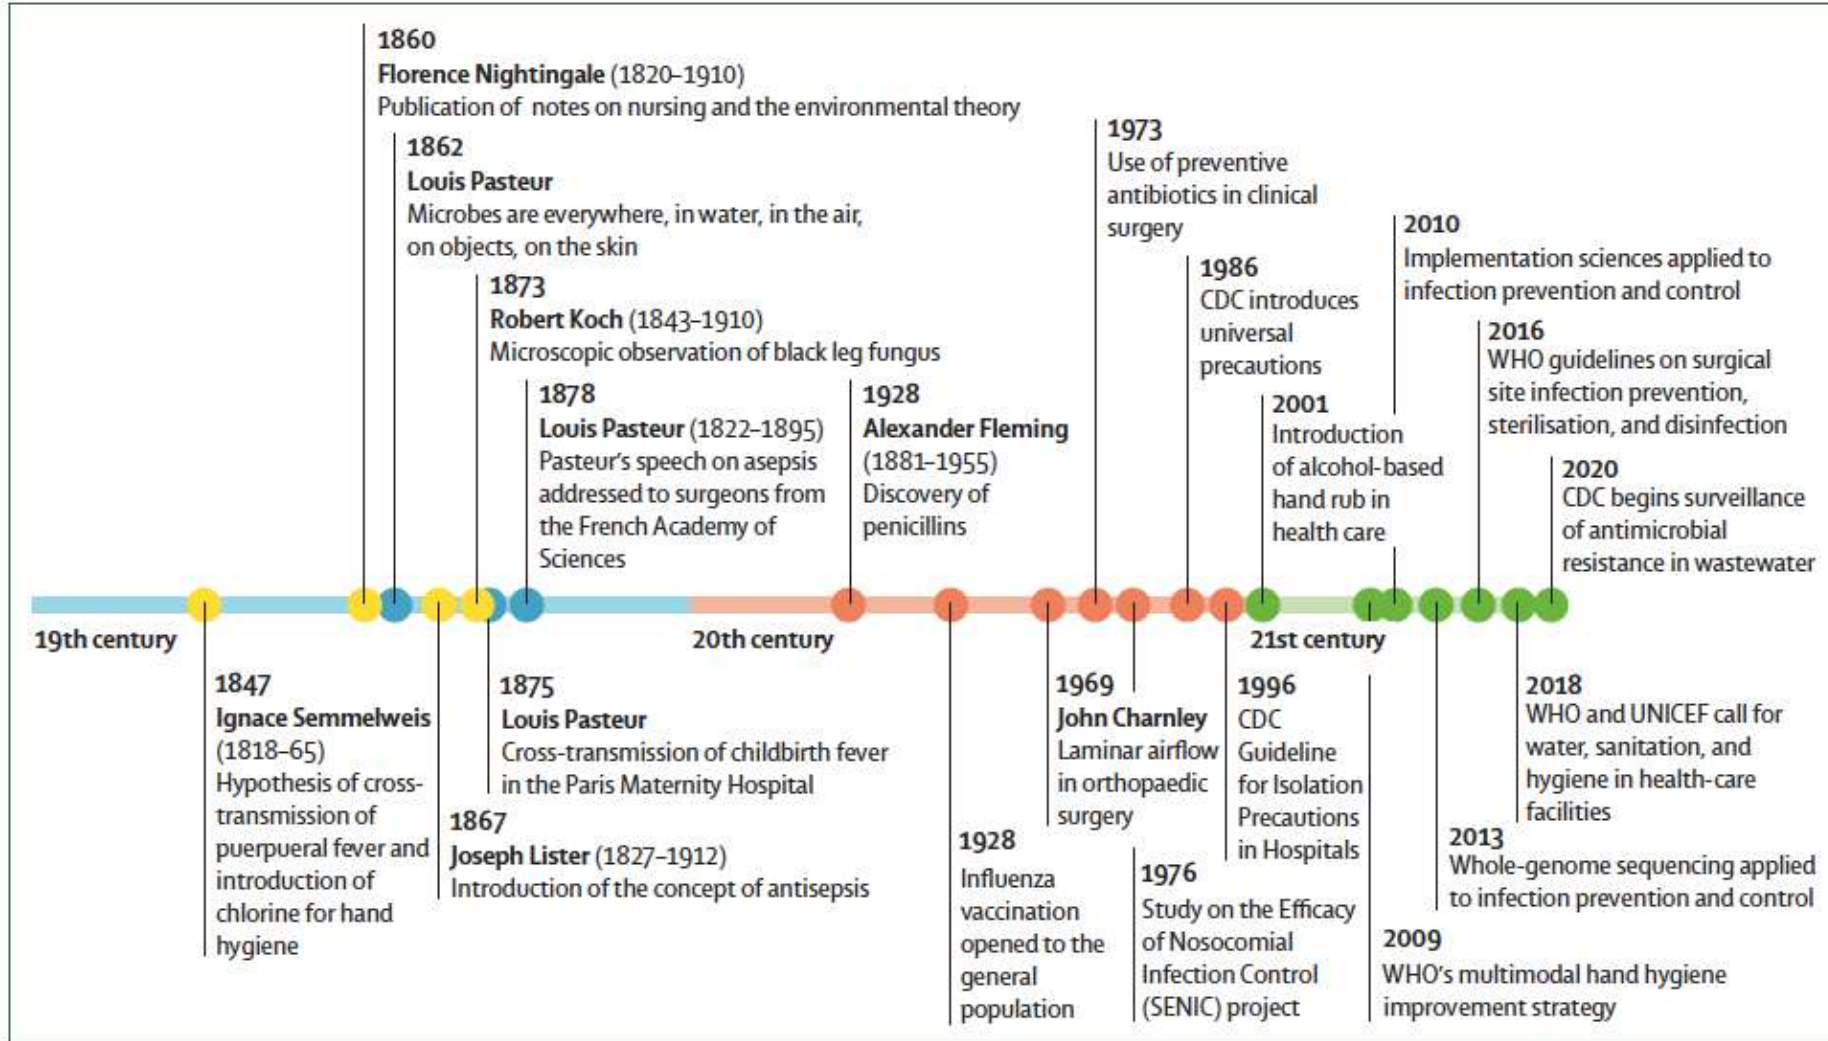 1860
Florence Nightingale (1820–1910)
Publication of notes on nursing and the environmental theory
1862
Louis Pasteur
Microbes are everywhere, in water, in the air,
on objects, on the skin
1873
Robert Koch (1843–1910)
Microscopic observation of black leg fungus
1878
Louis Pasteur (1822–1895)
Pasteur's speech on asepsis
addressed to surgeons from
the French Academy of
Sciences
1928
Alexander Fleming
(1881–1955)
Discovery of
penicillins
1973
Use of preventive
antibiotics in clinical
surgery
1986
CDC introduces
universal
precautions
2001
Introduction
of alcohol-based
hand rub in
health care
2010
Implementation sciences applied to
infection prevention and control
2016
WHO guidelines on surgical
site infection prevention,
sterilisation, and disinfection
2020
CDC begins surveillance
of antimicrobial
resistance in wastewater
19th century
20th century
21st century
1847
Ignace Semmelweis
(1818–65)
Hypothesis of cross-
transmission of
puerpueral fever and
introduction of
chlorine for hand
hygiene
1867
Joseph Lister (1827–1912)
Introduction of the concept of antisepsis
1875
Louis Pasteur
Cross-transmission of childbirth fever
in the Paris Maternity Hospital
1928
Influenza
vaccination
opened to the
general
population
1969
John Charnley
Laminar airflow
in orthopaedic
surgery
1976
Study on the Efficacy
of Nosocomial
Infection Control
(SENIC) project
1996
CDC
Guideline
for Isolation
Precautions
in Hospitals
2009
WHO's multimodal hand hygiene
improvement strategy
2013
Whole-genome sequencing applied
to infection prevention and control
2018
WHO and UNICEF call for
water, sanitation, and
hygiene in health-care
facilities